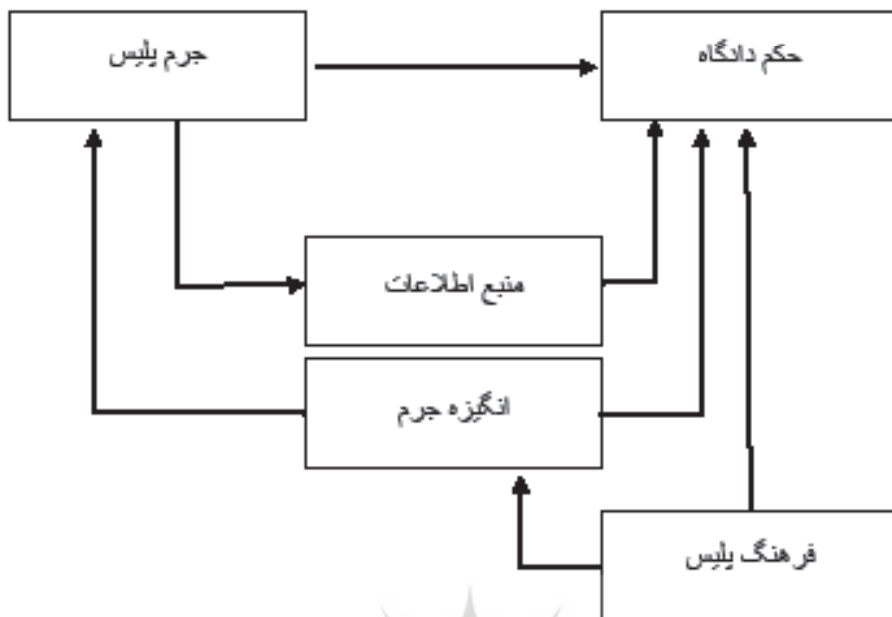 جرم پلیس
حکم دادگاه
منبع اطلاعات
انگیزه جرم
فرهنگ پلیس